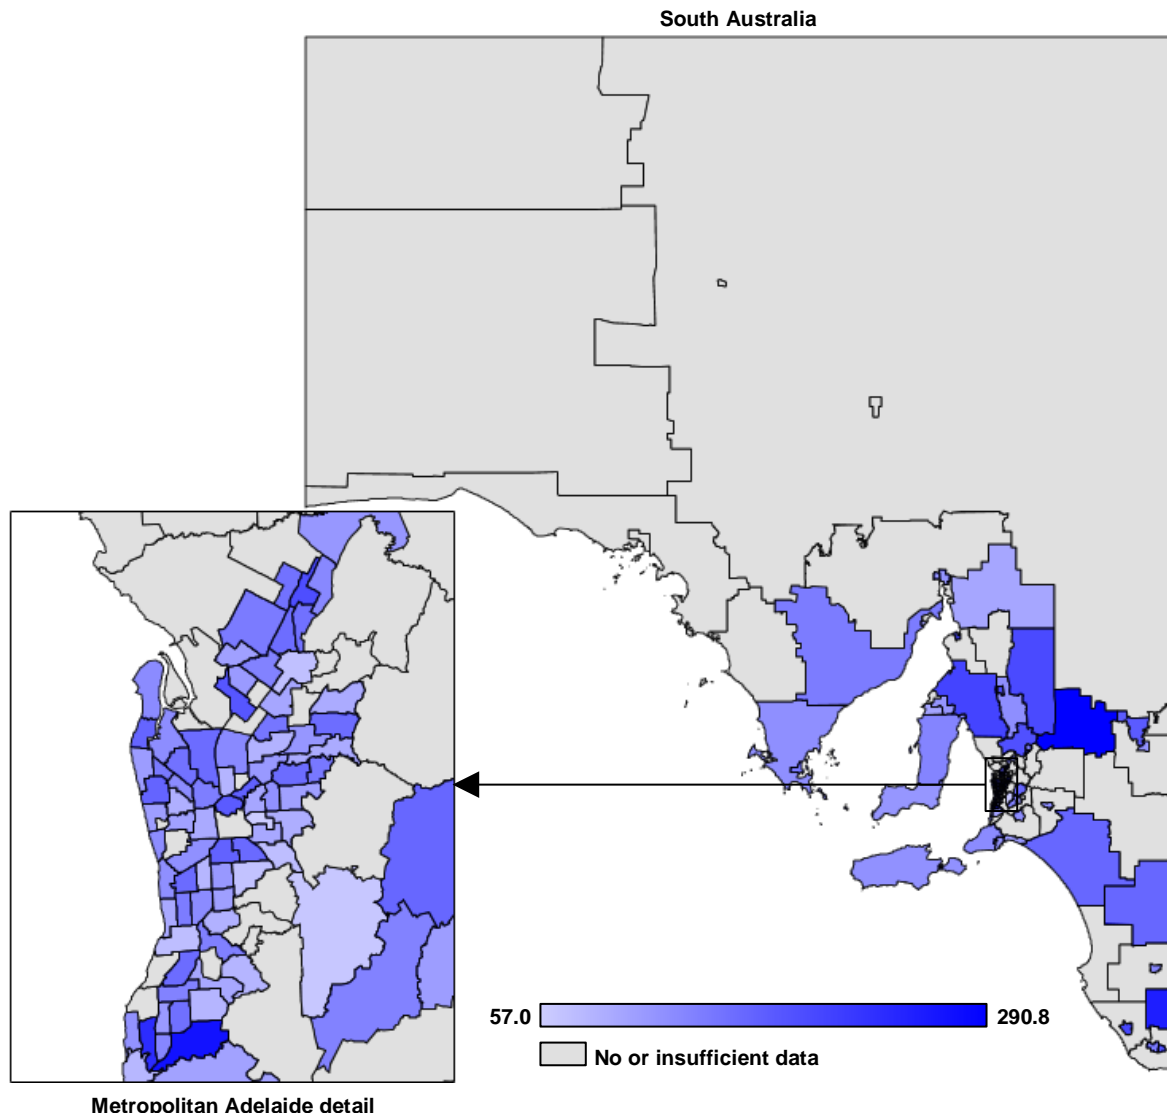 South Australia
57.0
290.8
No or insufficient data
Metropolitan Adelaide detail